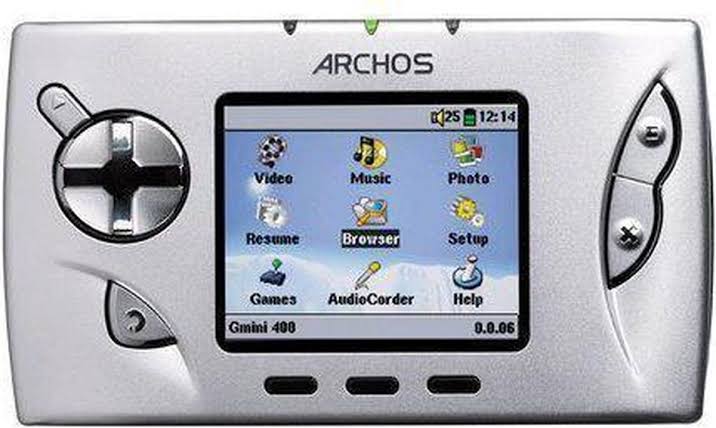 ARCHOS
25 12:14
Video Music Photo
Resume Browser Setup
Games AudioCorder Help
Gmini 400 0.0.06